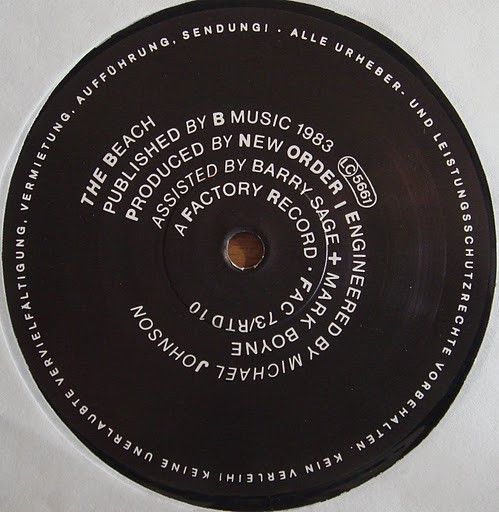 THE BEACH
PUBLISHED BY B MUSIC 1983
PRODUCED BY NEW ORDER | ENGINEERED BY MICHAEL JOHNSON
ASSISTED BY BARRY SAGE + MARK BOYNE
A FACTORY RECORD · FAC 73/RTD 10
LC 5661
ALLE URHEBER- UND LEISTUNGSSCHUTZRECHTE VORBEHALTEN· KEIN VERLEIH! KEINE UNERLAUBTE VERVIELFÄLTIGUNG, VERMIETUNG, AUFFÜHRUNG, SENDUNG! ·